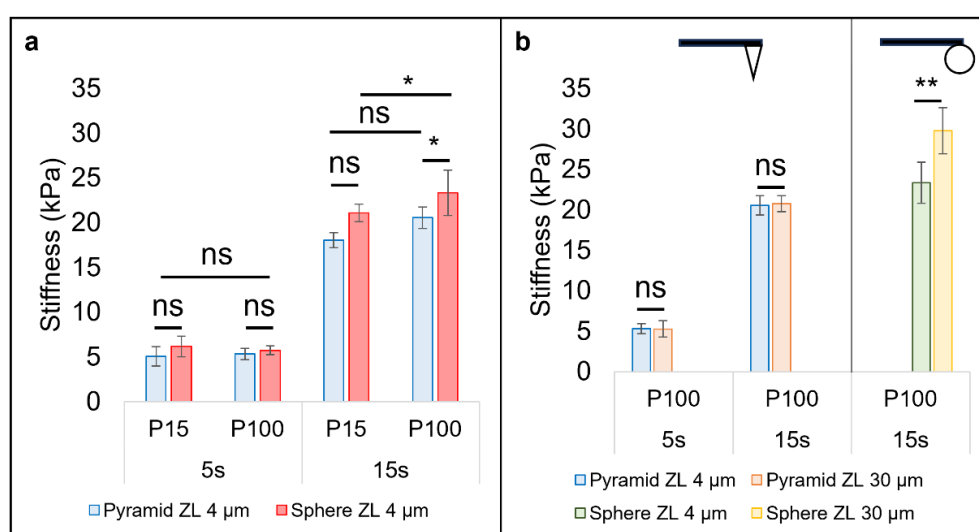 a
Stiffness (kPa)
35
30
25
20
15
10
5
0
ns
ns
ns
ns
ns
*
*
P15
P100
P15
P100
5s
15s
Pyramid ZL 4 µm
Sphere ZL 4 µm
b
Stiffness (kPa)
35
30
25
20
15
10
5
0
ns
ns
**
P100
P100
P100
5s
15s
15s
Pyramid ZL 4 µm
Pyramid ZL 30 µm
Sphere ZL 4 µm
Sphere ZL 30 µm